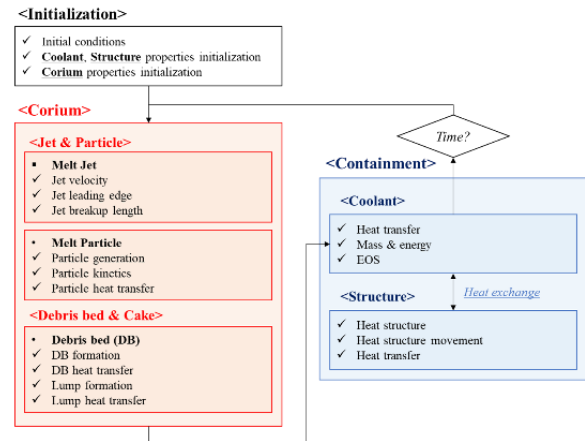 <Initialization>
✓ Initial conditions
✓ Coolant, Structure properties initialization
✓ Corium properties initialization
<Corium>
<Jet & Particle>
▪ Melt Jet
✓ Jet velocity
✓ Jet leading edge
✓ Jet breakup length
• Melt Particle
✓ Particle generation
✓ Particle kinetics
✓ Particle heat transfer
<Debris bed & Cake>
• Debris bed (DB)
✓ DB formation
✓ DB heat transfer
✓ Lump formation
✓ Lump heat transfer
Time?
<Containment>
<Coolant>
✓ Heat transfer
✓ Mass & energy
✓ EOS
Heat exchange
<Structure>
✓ Heat structure
✓ Heat structure movement
✓ Heat transfer